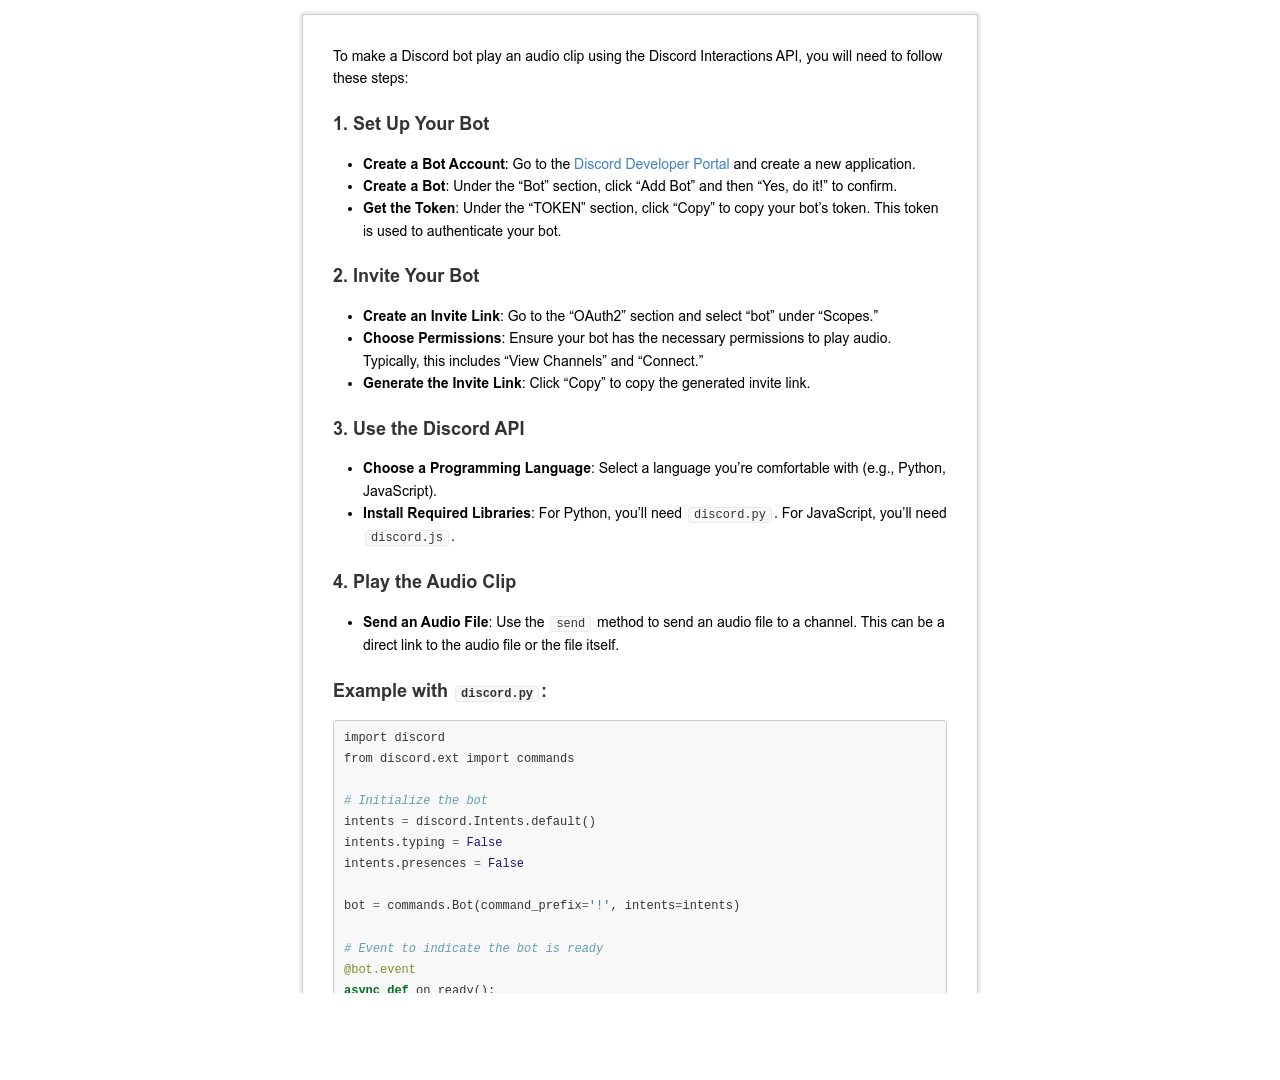 To make a Discord bot play an audio clip using the Discord Interactions API, you will need to follow
these steps:
1. Set Up Your Bot
• Create a Bot Account: Go to the Discord Developer Portal and create a new application.
• Create a Bot: Under the “Bot” section, click “Add Bot” and then “Yes, do it!” to confirm.
• Get the Token: Under the “TOKEN” section, click “Copy” to copy your bot’s token. This token
is used to authenticate your bot.
2. Invite Your Bot
• Create an Invite Link: Go to the “OAuth2” section and select “bot” under “Scopes.”
• Choose Permissions: Ensure your bot has the necessary permissions to play audio.
Typically, this includes “View Channels” and “Connect.”
• Generate the Invite Link: Click “Copy” to copy the generated invite link.
3. Use the Discord API
• Choose a Programming Language: Select a language you’re comfortable with (e.g., Python,
JavaScript).
• Install Required Libraries: For Python, you’ll need discord.py. For JavaScript, you’ll need
discord.js.
4. Play the Audio Clip
• Send an Audio File: Use the send method to send an audio file to a channel. This can be a
direct link to the audio file or the file itself.
Example with discord.py:
import discord
from discord.ext import commands
# Initialize the bot
intents = discord.Intents.default()
intents.typing = False
intents.presences = False
bot = commands.Bot(command_prefix='!', intents=intents)
# Event to indicate the bot is ready
@bot.event
async def on_ready():